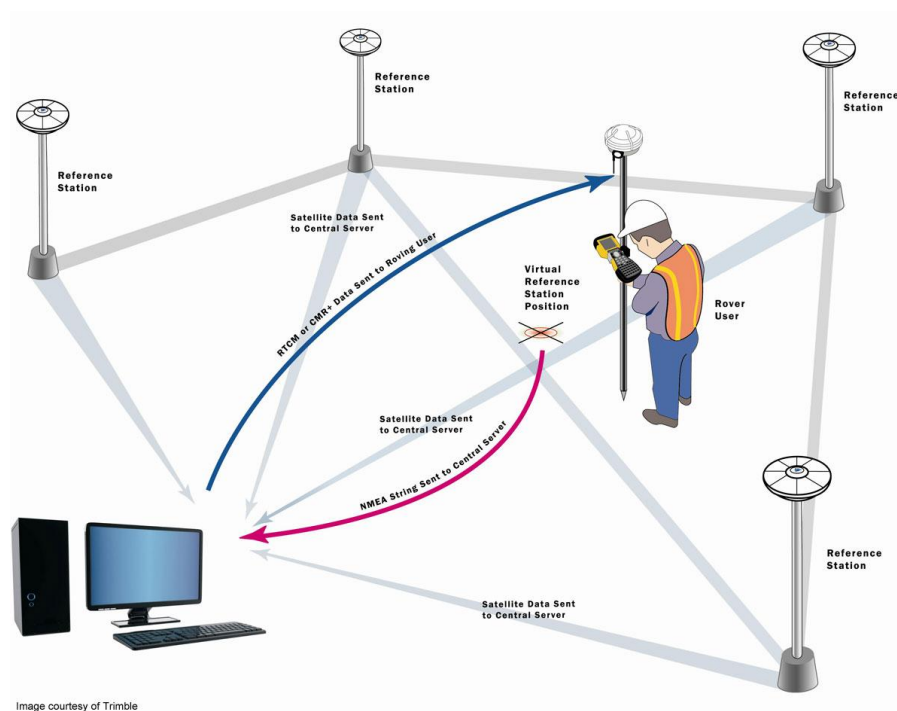 Reference
Station
Reference
Station
Reference
Station
Satellite Data Sent
to Central Server
RTCM or CMR+ Data Sent to Roving User
Virtual
Reference
Station
Position
Rover
User
Satellite Data Sent
to Central Server
NMEA String Sent to Central Server
Reference
Station
Satellite Data Sent
to Central Server
Image courtesy of Trimble